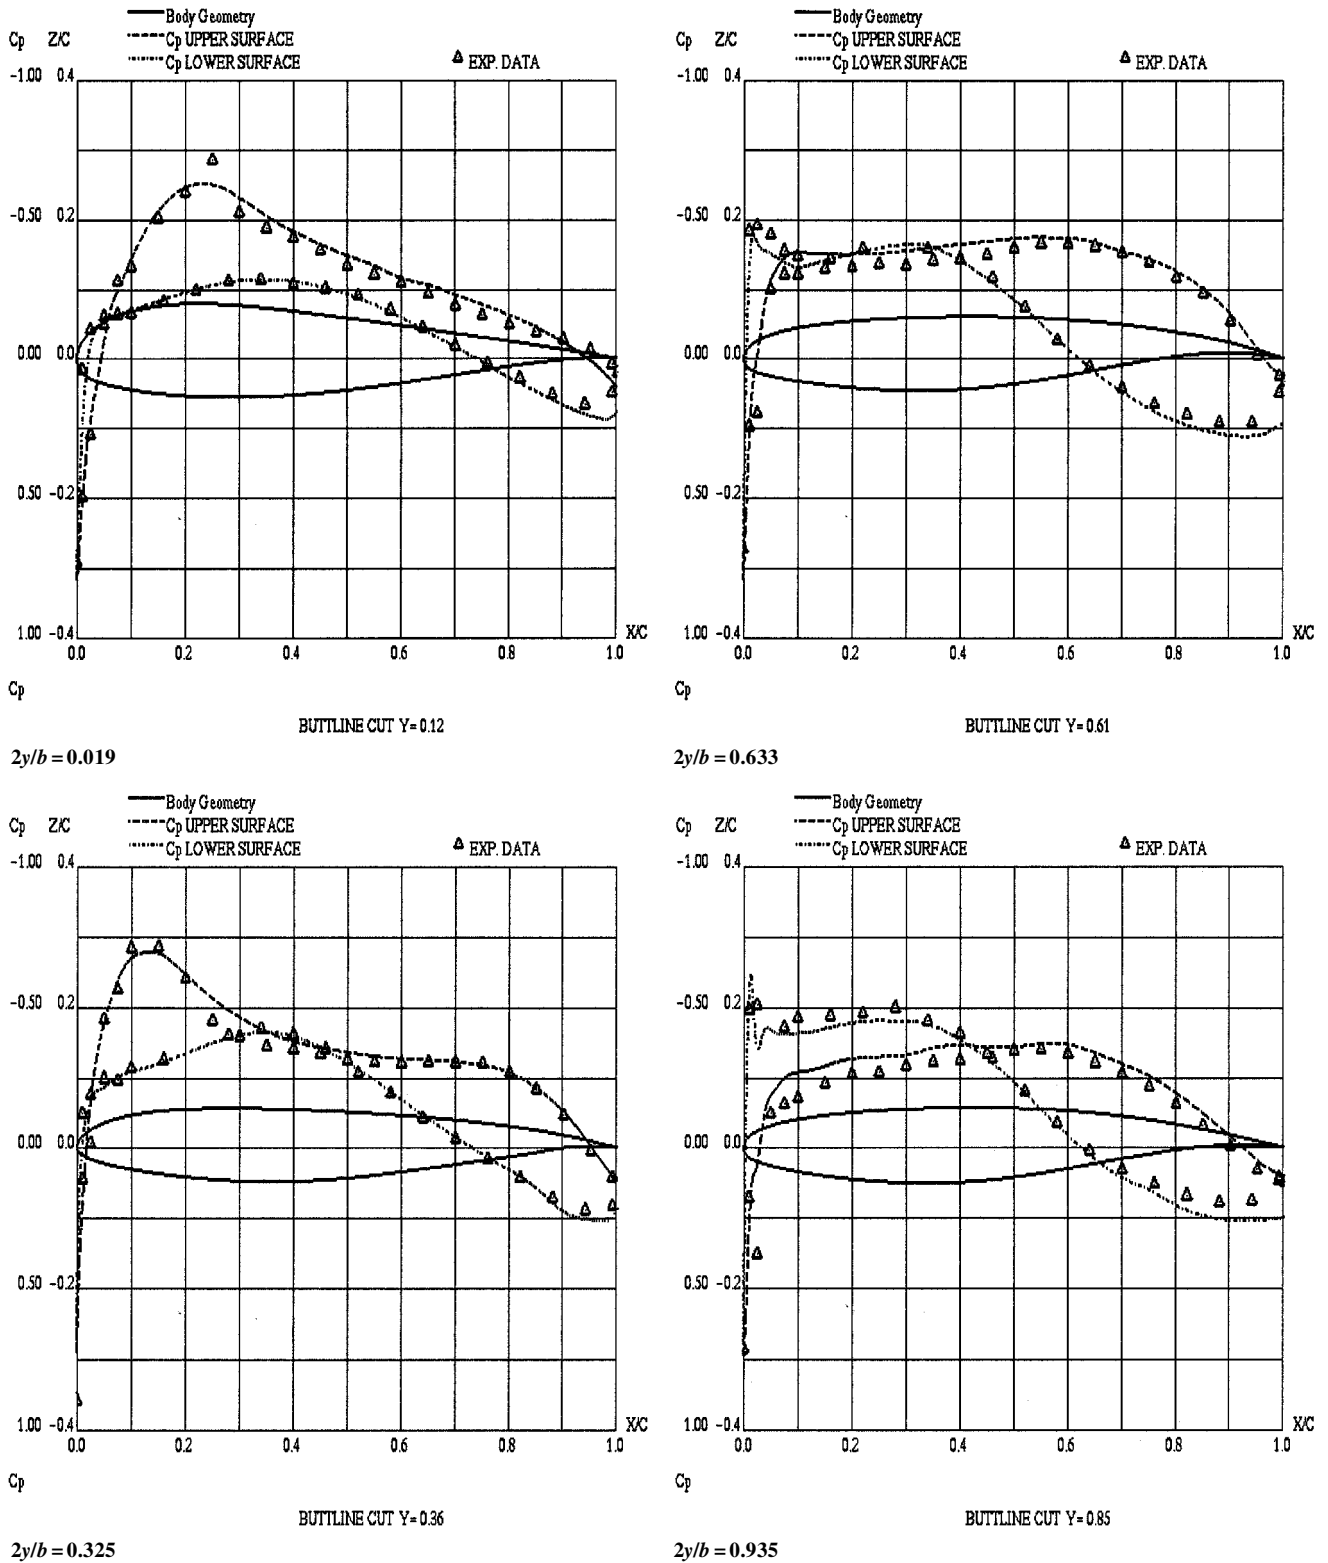 Body Geometry
Cp Z/C
Cp UPPER SURFACE
Cp LOWER SURFACE
EXP. DATA
-1.00 0.4
-0.50 0.2
0.00 0.0
0.50 -0.2
1.00 -0.4
X/C
0.0 0.2 0.4 0.6 0.8 1.0
Cp
BUTTLINE CUT Y= 0.12
2y/b = 0.019
Body Geometry
Cp Z/C
Cp UPPER SURFACE
Cp LOWER SURFACE
EXP. DATA
-1.00 0.4
-0.50 0.2
0.00 0.0
0.50 -0.2
1.00 -0.4
X/C
0.0 0.2 0.4 0.6 0.8 1.0
Cp
BUTTLINE CUT Y= 0.61
2y/b = 0.633
Body Geometry
Cp Z/C
Cp UPPER SURFACE
Cp LOWER SURFACE
EXP. DATA
-1.00 0.4
-0.50 0.2
0.00 0.0
0.50 -0.2
1.00 -0.4
X/C
0.0 0.2 0.4 0.6 0.8 1.0
Cp
BUTTLINE CUT Y= 0.36
2y/b = 0.325
Body Geometry
Cp Z/C
Cp UPPER SURFACE
Cp LOWER SURFACE
EXP. DATA
-1.00 0.4
-0.50 0.2
0.00 0.0
0.50 -0.2
1.00 -0.4
X/C
0.0 0.2 0.4 0.6 0.8 1.0
Cp
BUTTLINE CUT Y= 0.85
2y/b = 0.935